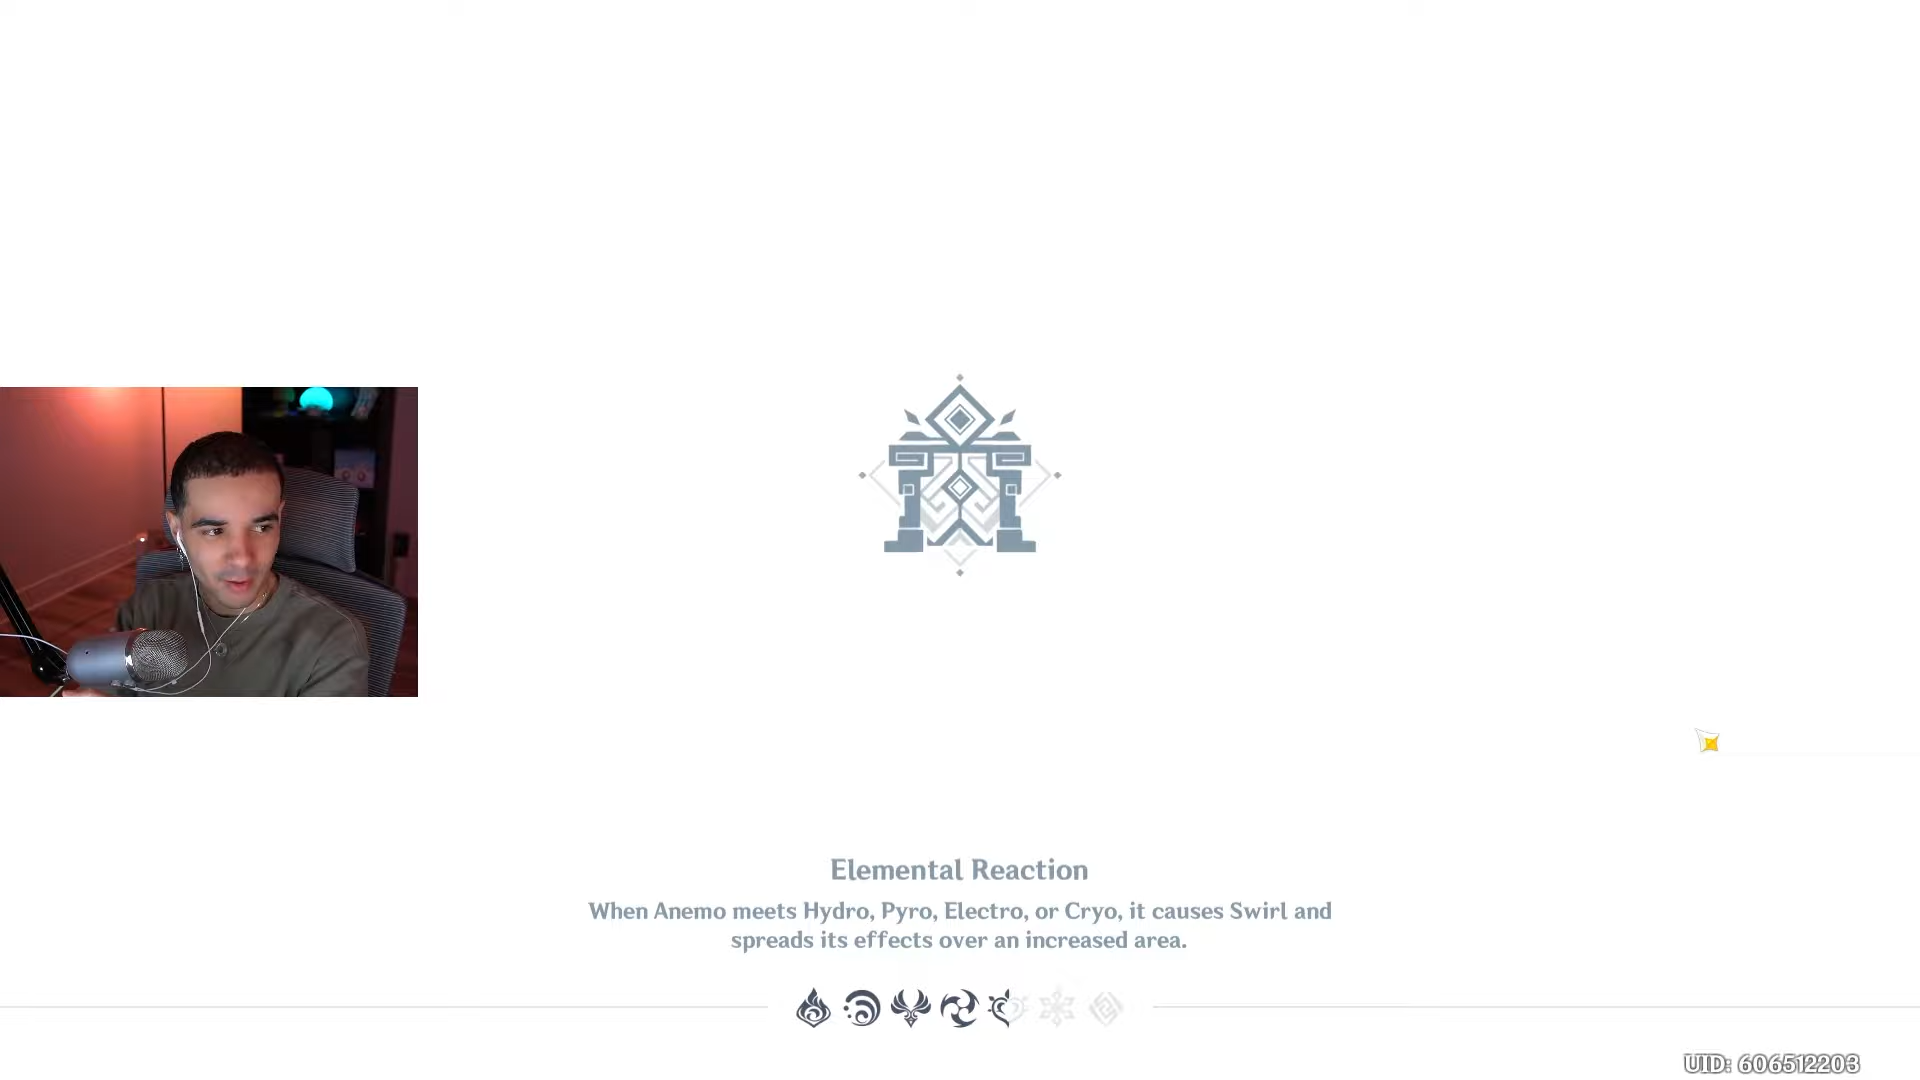 Elemental Reaction
When Anemo meets Hydro, Pyro, Electro, or Cryo, it causes Swirl and
spreads its effects over an increased area.
UID: 606512203